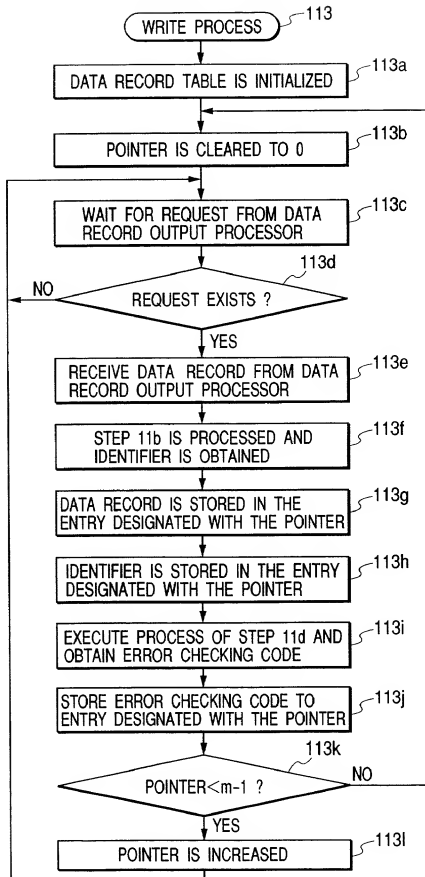 WRITE PROCESS
113
DATA RECORD TABLE IS INITIALIZED
113a
POINTER IS CLEARED TO 0
113b
WAIT FOR REQUEST FROM DATA
RECORD OUTPUT PROCESSOR
113c
113d
NO
REQUEST EXISTS ?
YES
RECEIVE DATA RECORD FROM DATA
RECORD OUTPUT PROCESSOR
113e
STEP 11b IS PROCESSED AND
IDENTIFIER IS OBTAINED
113f
DATA RECORD IS STORED IN THE
ENTRY DESIGNATED WITH THE POINTER
113g
IDENTIFIER IS STORED IN THE ENTRY
DESIGNATED WITH THE POINTER
113h
EXECUTE PROCESS OF STEP 11d AND
OBTAIN ERROR CHECKING CODE
113i
STORE ERROR CHECKING CODE TO
ENTRY DESIGNATED WITH THE POINTER
113j
113k
POINTER<m-1 ?
NO
YES
POINTER IS INCREASED
113l